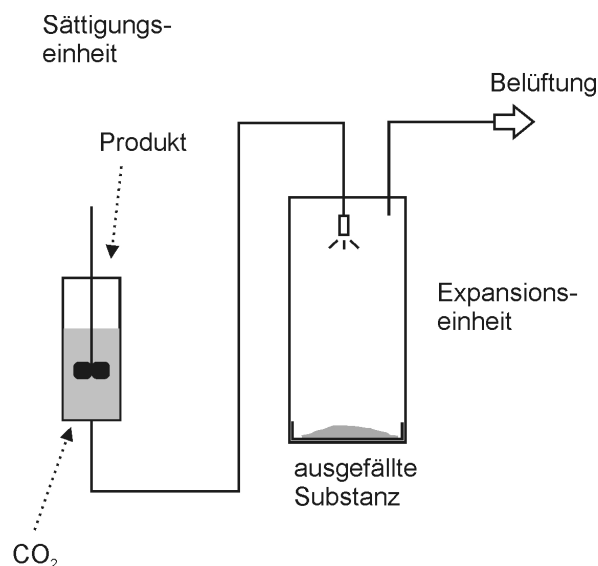 Sättigungs-
einheit
Belüftung
Produkt
Expansions-
einheit
ausgefällte
Substanz
CO₂